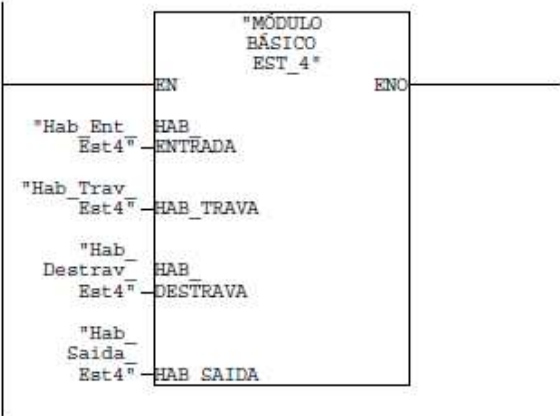 "MÓDULO
BÁSICO
EST_4"
EN ENO
"Hab_Ent_ HAB_
Est4" ENTRADA
"Hab_Trav_
Est4" HAB_TRAVA
"Hab_
Destrav_ HAB_
Est4" DESTRAVA
"Hab_
Saida_
Est4" HAB_SAIDA